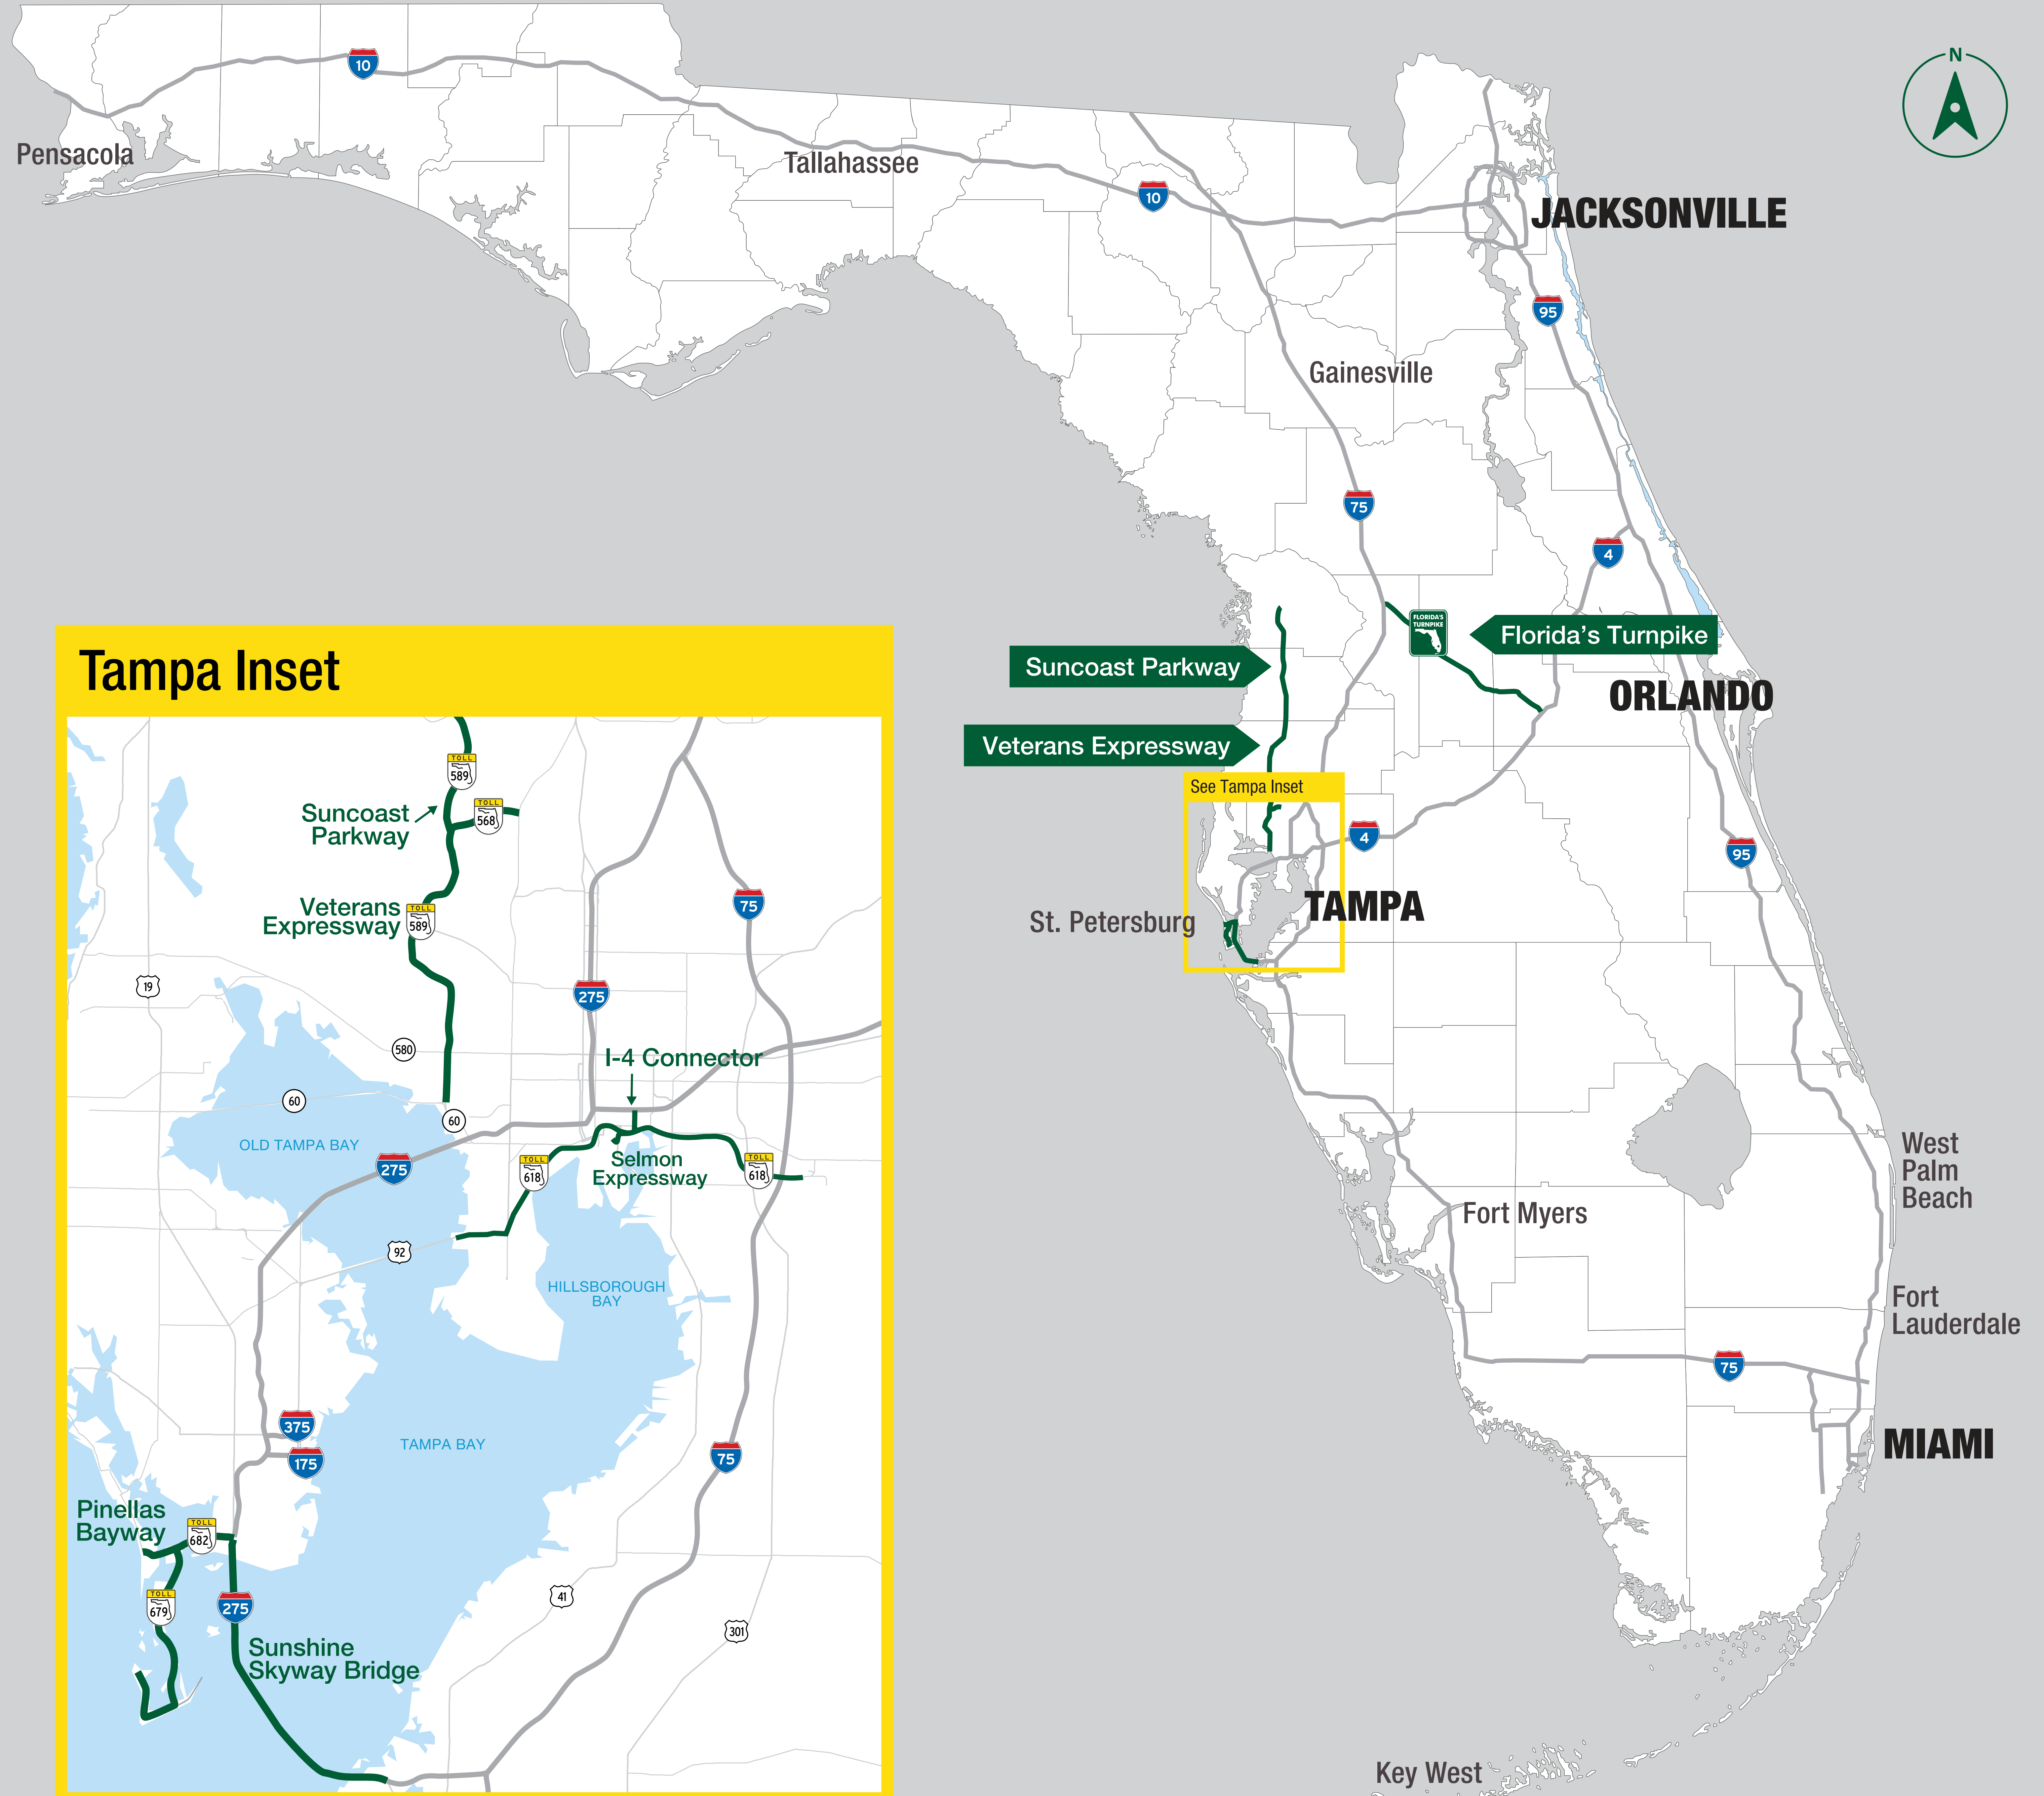 N
10
Pensacola
Tallahassee
10
JACKSONVILLE
95
Gainesville
75
4
FLORIDA'S
TURNPIKE
Florida's Turnpike
Suncoast Parkway
ORLANDO
Veterans Expressway
See Tampa Inset
4
95
TAMPA
St. Petersburg
West
Palm
Beach
Fort Myers
Fort
Lauderdale
75
MIAMI
Key West
Tampa Inset
TOLL
589
Suncoast
Parkway
TOLL
568
Veterans
Expressway
TOLL
589
75
19
275
580
I-4 Connector
60
60
OLD TAMPA BAY
275
TOLL
618
Selmon
Expressway
TOLL
618
92
HILLSBOROUGH
BAY
375
TAMPA BAY
175
75
Pinellas
Bayway
TOLL
682
TOLL
679
275
41
301
Sunshine
Skyway Bridge